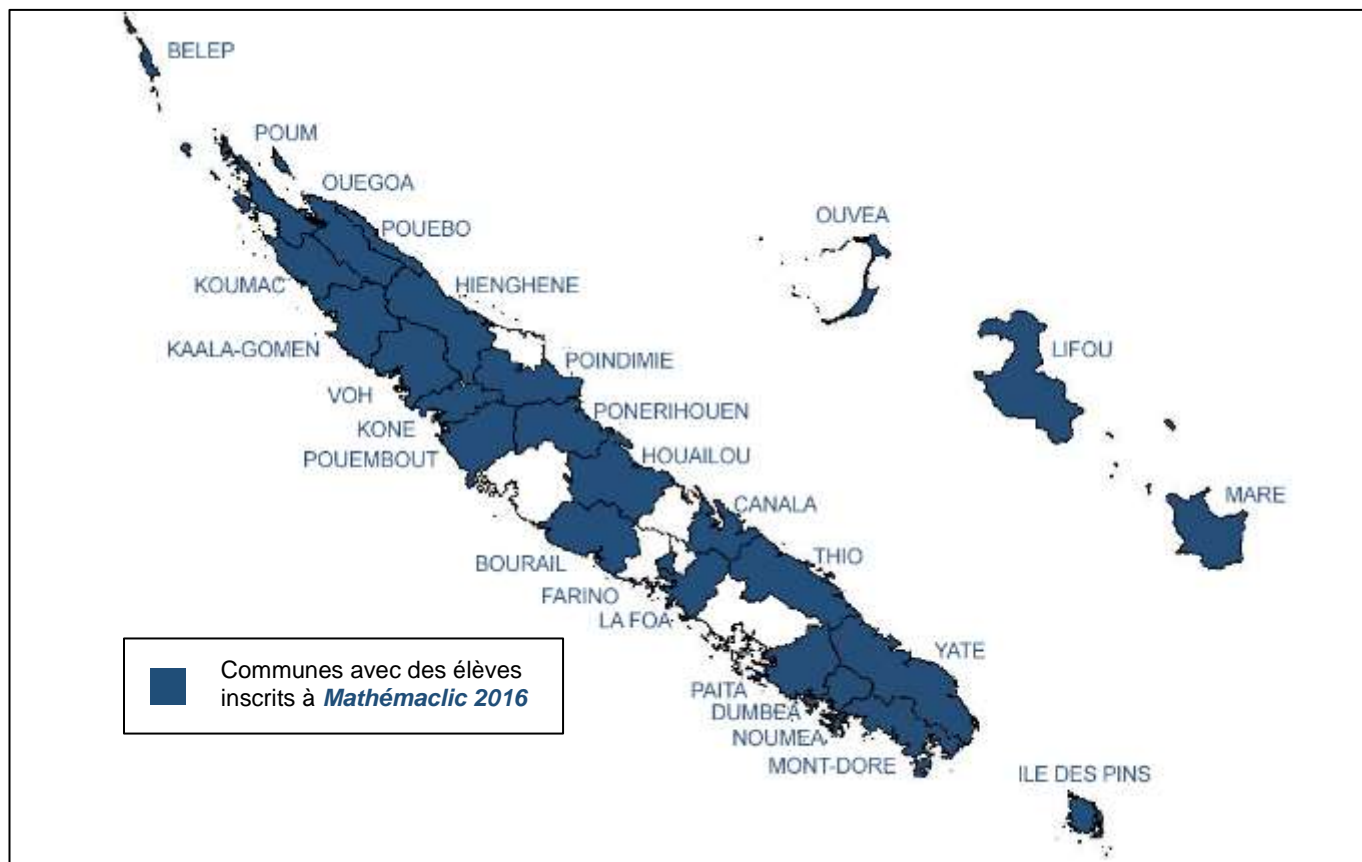 BELEP
POUM
OUEGOA
POUEBO
OUVEA
HIENGHENE
KOUMAC
KAALA-GOMEN
LIFOU
POINDIMIE
VOH
PONERIHOUEN
KONE
POUEMBOUT
HOUAILOU
MARE
CANALA
THIO
BOURAIL
FARINO
LA FOA
YATE
Communes avec des élèves
inscrits à Mathémaclic 2016
PAITA
DUMBEA
NOUMEA
MONT-DORE
ILE DES PINS